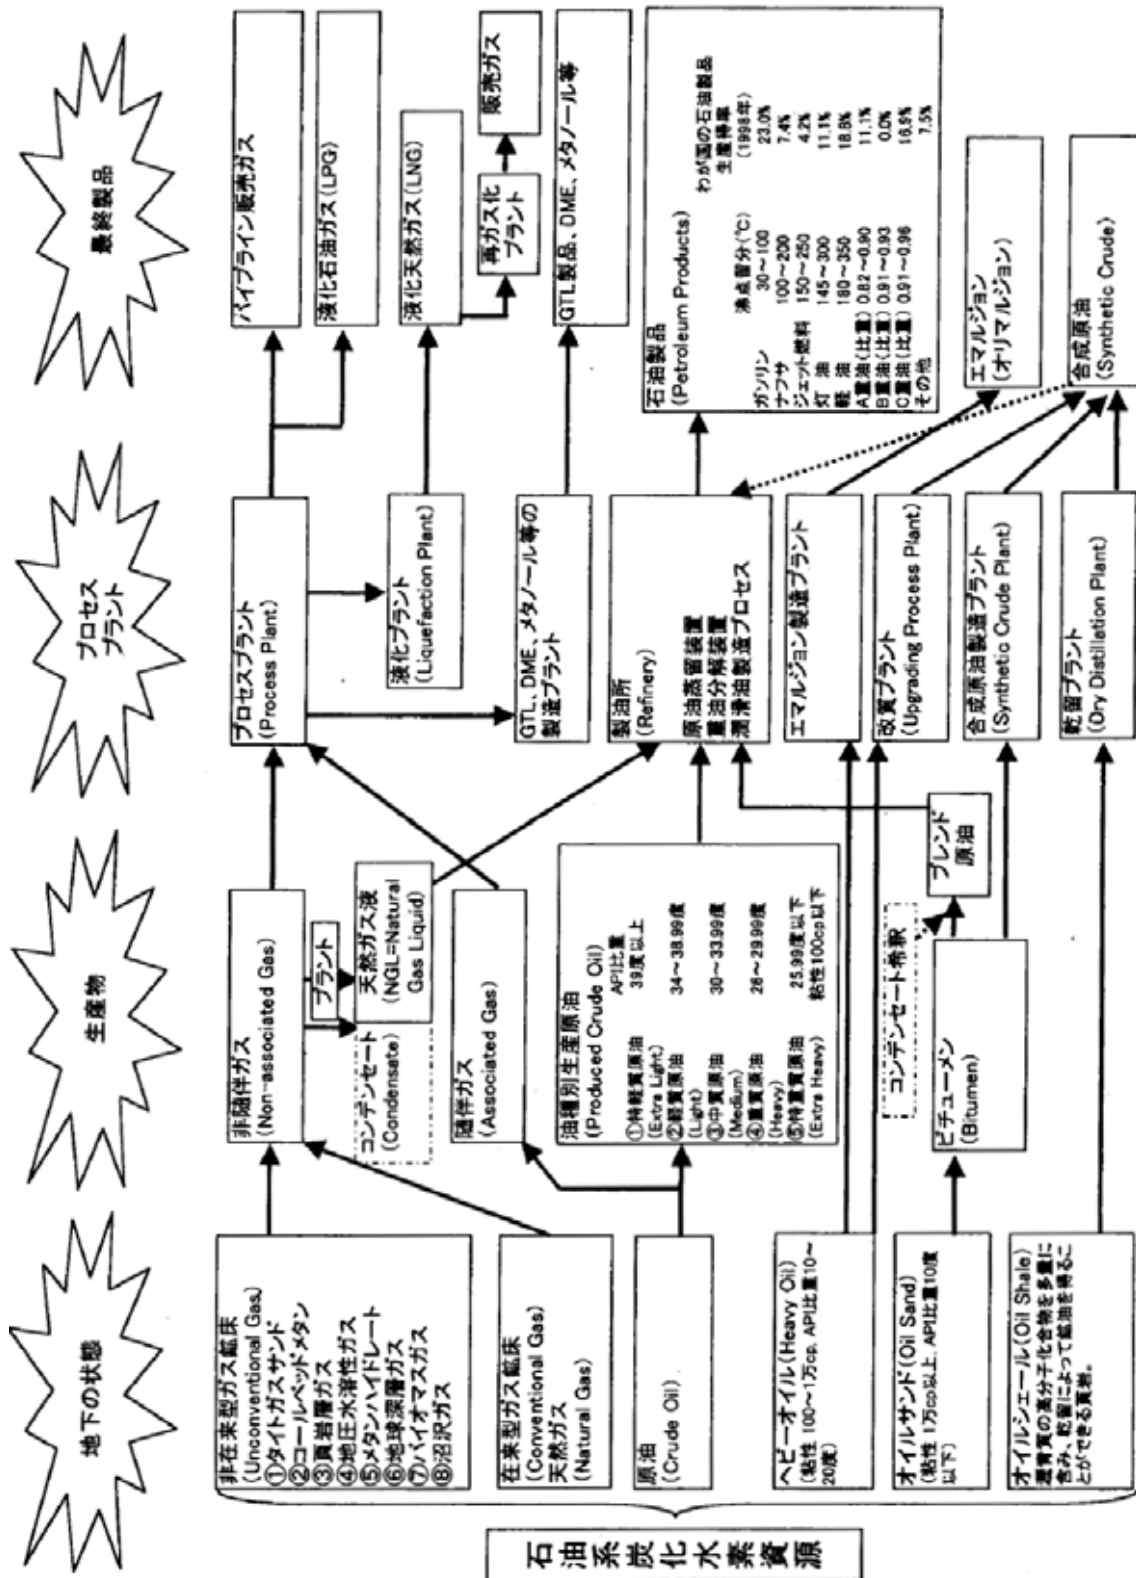 石油系炭化水素資源
地下の状態
非在来型ガス鉱床
(Unconventional Gas)
①タイトガスサンド
②コールベッドメタン
③頁岩層ガス
④地圧水溶性ガス
⑤メタンハイドレート
⑥地球深層ガス
⑦バイオマスガス
⑧沼沢ガス
在来型ガス鉱床
(Conventional Gas)
天然ガス
(Natural Gas)
原油
(Crude Oil)
ヘビーオイル(Heavy Oil)
(粘性 100~1万cp、API比重10~
20度)
オイルサンド(Oil Sand)
(粘性 1万cp以上、API比重10度
以下)
オイルシェール(Oil Shale)
瀝青質の高分子化合物を多量に
含み、乾留によって鉱油を得るこ
とができる頁岩。
生産物
非随伴ガス
(Non-associated Gas)
プラント
コンデンセート
(Condensate)
天然ガス液
(NGL=Natural
Gas Liquid)
随伴ガス
(Associated Gas)
油種別生産原油
(Produced Crude Oil)
API比重
①特軽質原油 39度以上
(Extra Light)
②軽質原油 34~38.99度
(Light)
③中質原油 30~33.99度
(Medium)
④重質原油 26~29.99度
(Heavy)
⑤特重質原油 25.99度以下
(Extra Heavy) 粘性100cp以下
コンデンセート希釈
ビチューメン
(Bitumen)
ブレンド
原油
プロセス
プラント
プロセスプラント
(Process Plant)
液化プラント
(Liquefaction Plant)
GTL、DME、メタノール等の
製造プラント
製油所
(Refinery)
原油蒸留装置
重油分解装置
潤滑油製造プロセス
エマルジョン製造プラント
改質プラント
(Upgrading Process Plant)
合成原油製造プラント
(Synthetic Crude Plant)
乾留プラント
(Dry Distillation Plant)
最終製品
パイプライン販売ガス
液化石油ガス(LPG)
液化天然ガス(LNG)
再ガス化
プラント
販売ガス
GTL製品、DME、メタノール等
石油製品
(Petroleum Products)
わが国の石油製品
生産得率
沸点留分(℃) (1998年)
ガソリン 30~100 23.0%
ナフサ 100~200 7.4%
ジェット燃料 150~250 4.2%
灯 油 145~300 11.1%
軽 油 180~350 18.8%
A重油(比重) 0.82~0.90 11.1%
B重油(比重) 0.91~0.93 0.0%
C重油(比重) 0.91~0.96 16.9%
その他 7.5%
エマルジョン
(オリマルジョン)
合成原油
(Synthetic Crude)